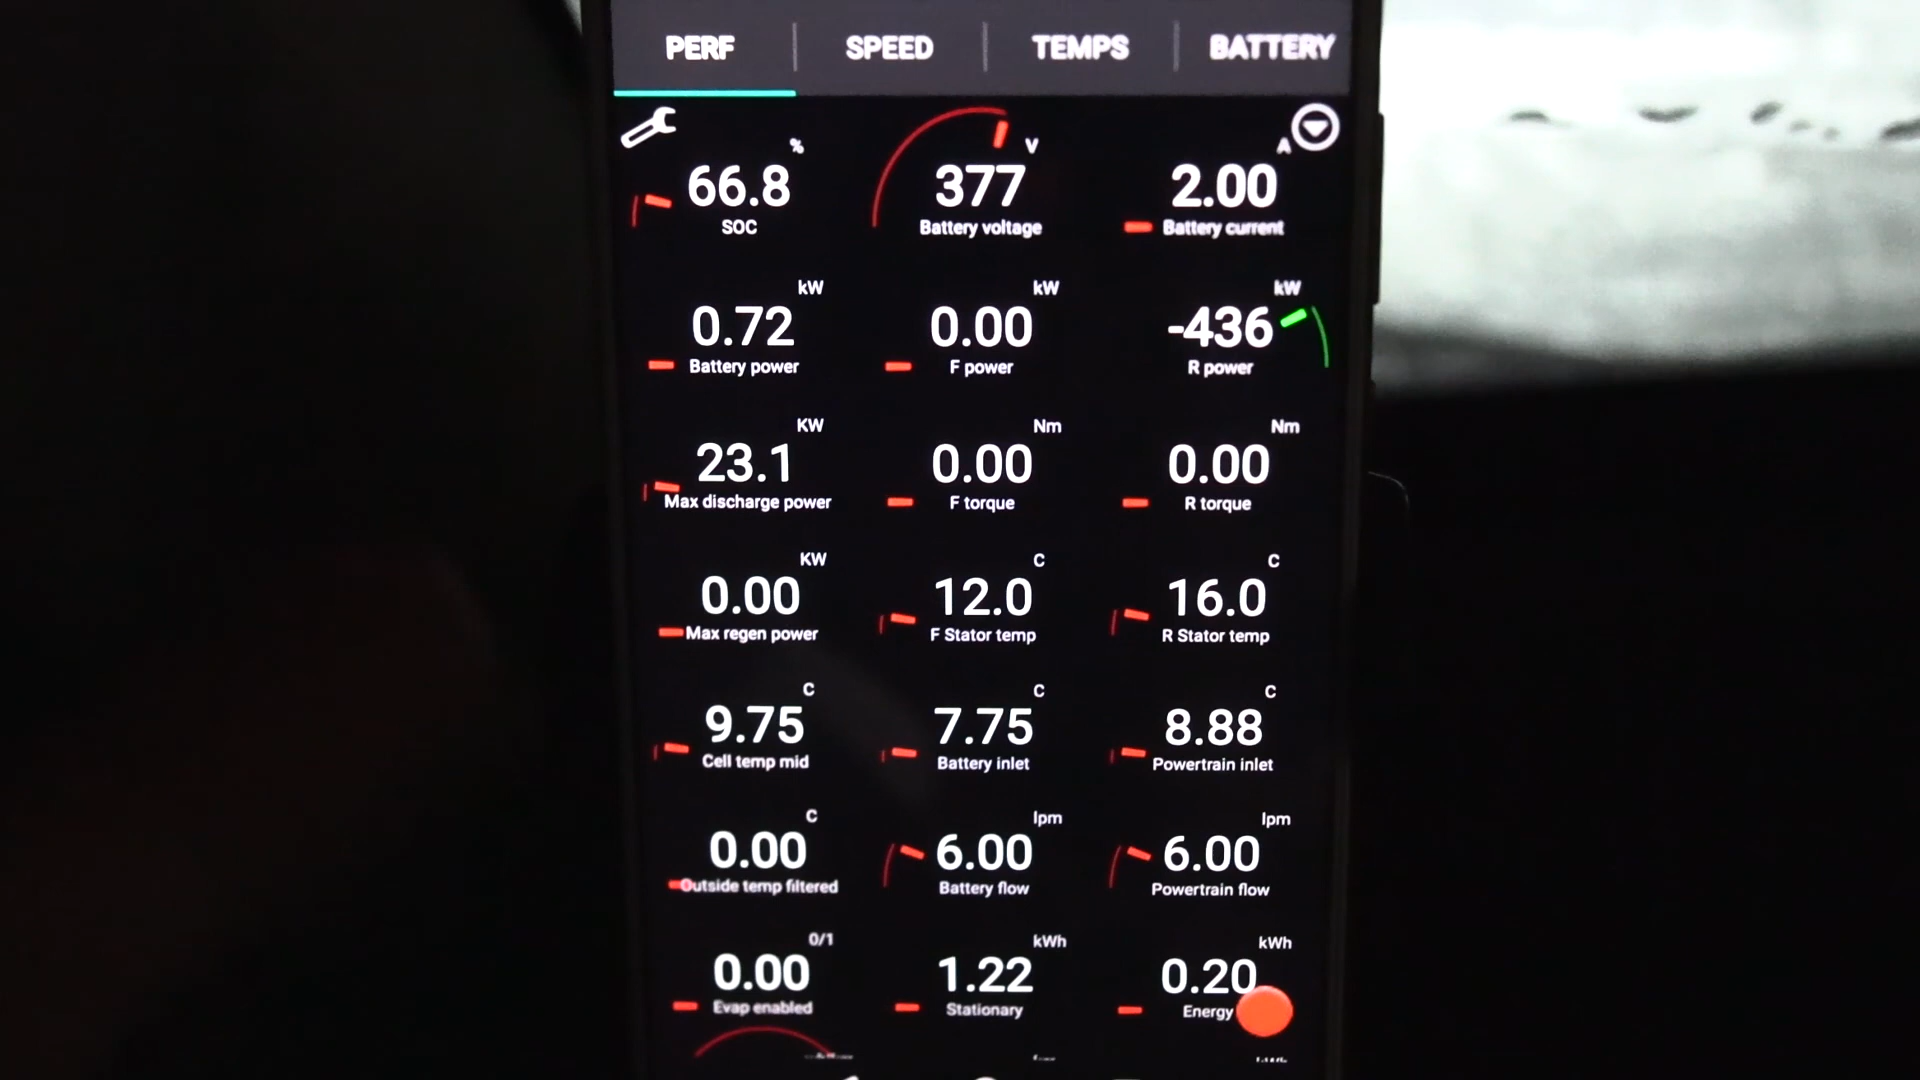 PERF SPEED TEMPS BATTERY
% V A
66.8 377 2.00
SOC Battery voltage Battery current
kW kW kW
0.72 0.00 -436
Battery power F power R power
KW Nm Nm
23.1 0.00 0.00
Max discharge power F torque R torque
KW C C
0.00 12.0 16.0
Max regen power F Stator temp R Stator temp
C C C
9.75 7.75 8.88
Cell temp mid Battery inlet Powertrain inlet
C lpm lpm
0.00 6.00 6.00
Outside temp filtered Battery flow Powertrain flow
0/1 kWh kWh
0.00 1.22 0.20
Evap enabled Stationary Energy